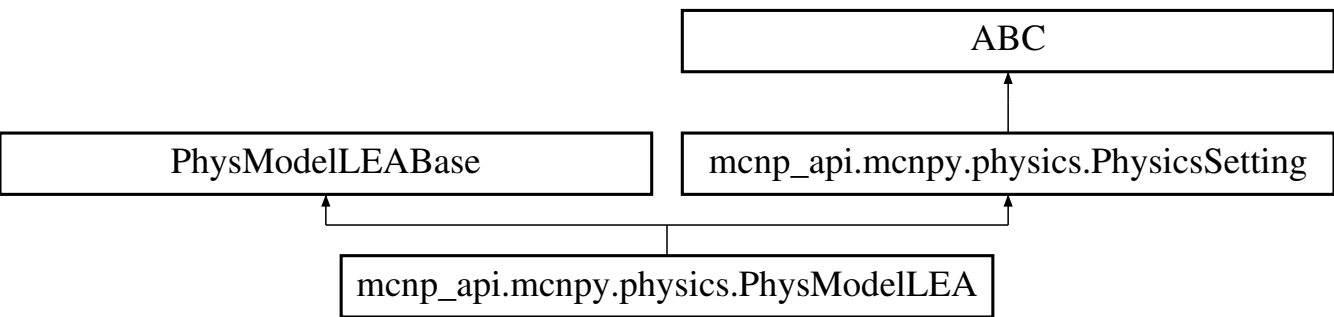 ABC
PhysModelLEABase
mcnp_api.mcnpy.physics.PhysicsSetting
mcnp_api.mcnpy.physics.PhysModelLEA